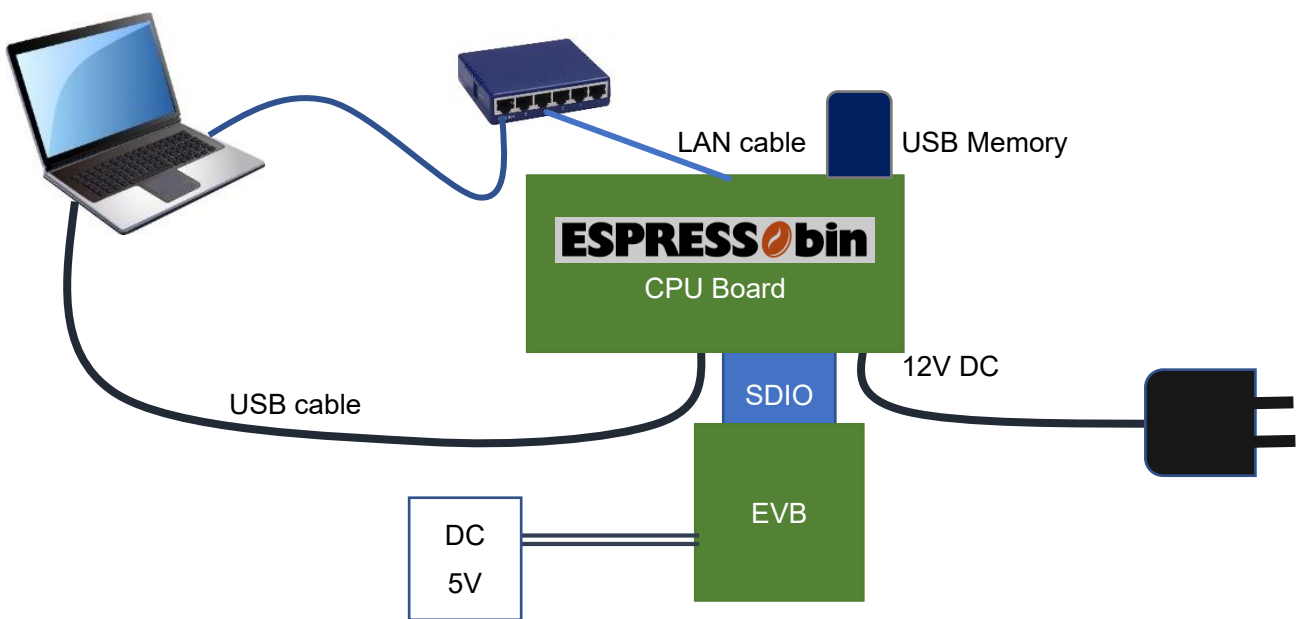 LAN cable
USB Memory
ESPRESSObin
CPU Board
12V DC
SDIO
USB cable
EVB
DC
5V